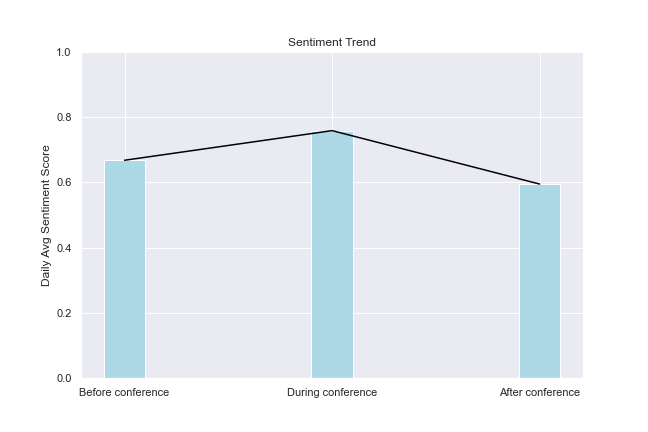 Sentiment Trend
1.0
0.8
0.6
0.4
0.2
0.0
Daily Avg Sentiment Score
Before conference
During conference
After conference